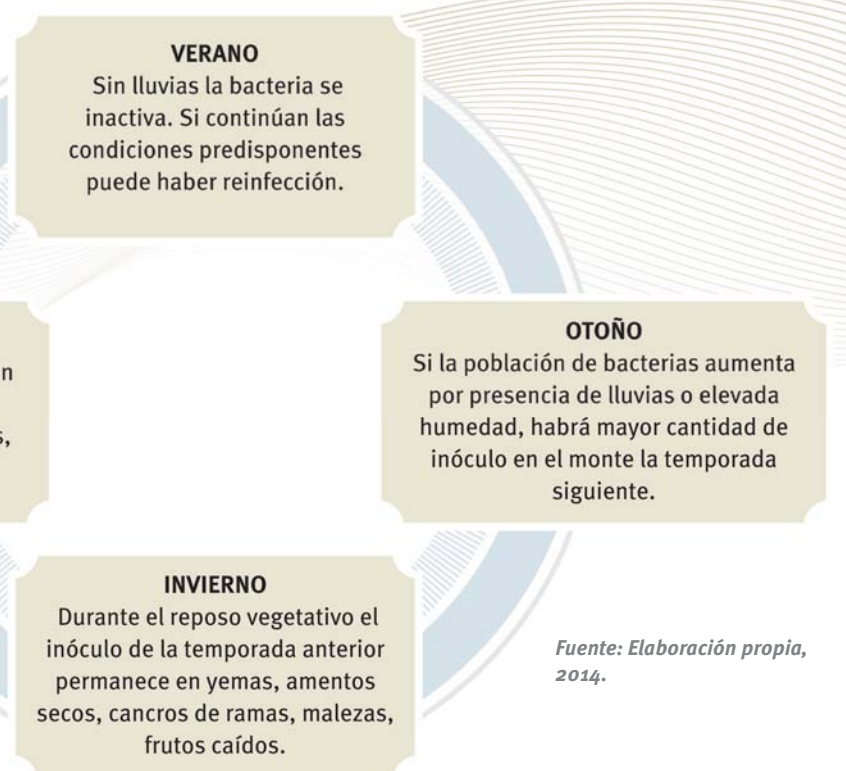 VERANO
Sin lluvias la bacteria se
inactiva. Si continúan las
condiciones predisponentes
puede haber reinfección.
OTOÑO
Si la población de bacterias aumenta
por presencia de lluvias o elevada
humedad, habrá mayor cantidad de
inóculo en el monte la temporada
siguiente.
INVIERNO
Durante el reposo vegetativo el
inóculo de la temporada anterior
permanece en yemas, amentos
secos, cancros de ramas, malezas,
frutos caídos.
Fuente: Elaboración propia,
2014.